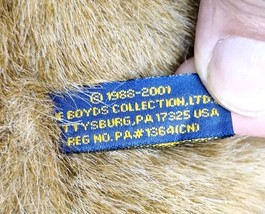 © 1988-2001
E BOYDS COLLECTION, LTD.
TTYSBURG, PA 17325 USA
REG NO. PA#1364(CN)